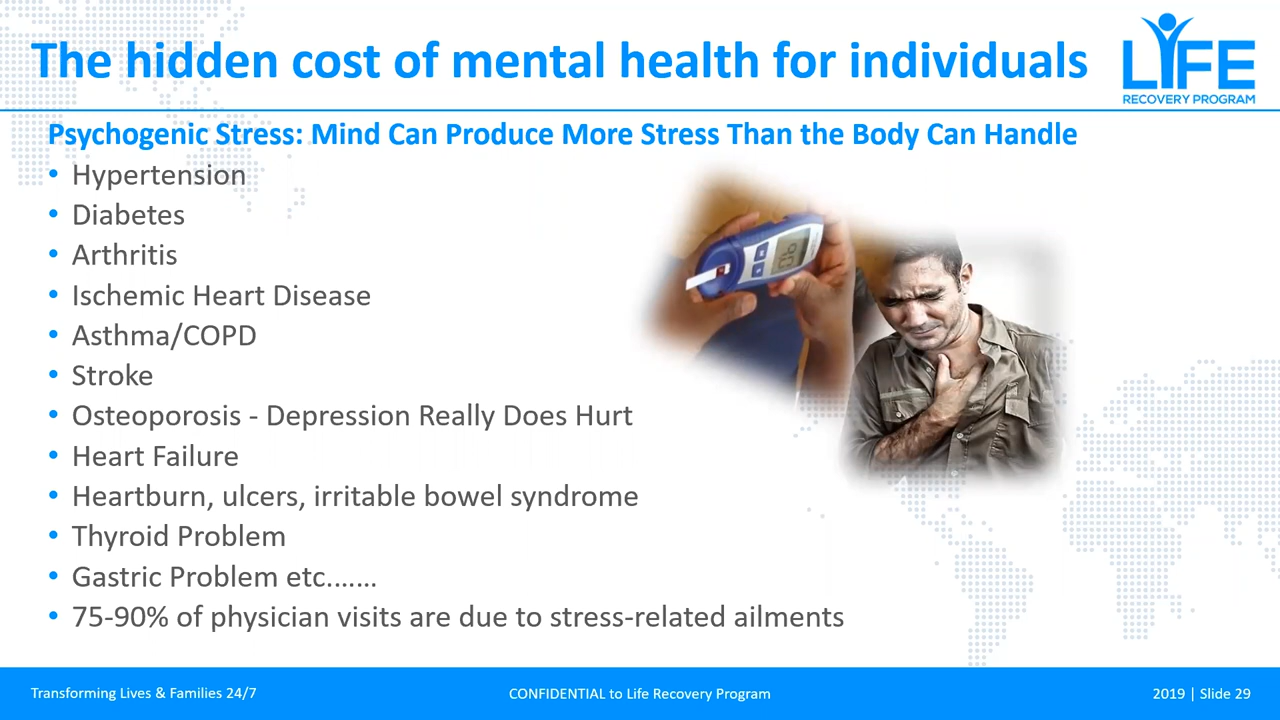 The hidden cost of mental health for individuals
LIFE
RECOVERY PROGRAM
Psychogenic Stress: Mind Can Produce More Stress Than the Body Can Handle
• Hypertension
• Diabetes
• Arthritis
• Ischemic Heart Disease
• Asthma/COPD
• Stroke
• Osteoporosis - Depression Really Does Hurt
• Heart Failure
• Heartburn, ulcers, irritable bowel syndrome
• Thyroid Problem
• Gastric Problem etc.......
• 75-90% of physician visits are due to stress-related ailments
Transforming Lives & Families 24/7
CONFIDENTIAL to Life Recovery Program
2019 | Slide 29